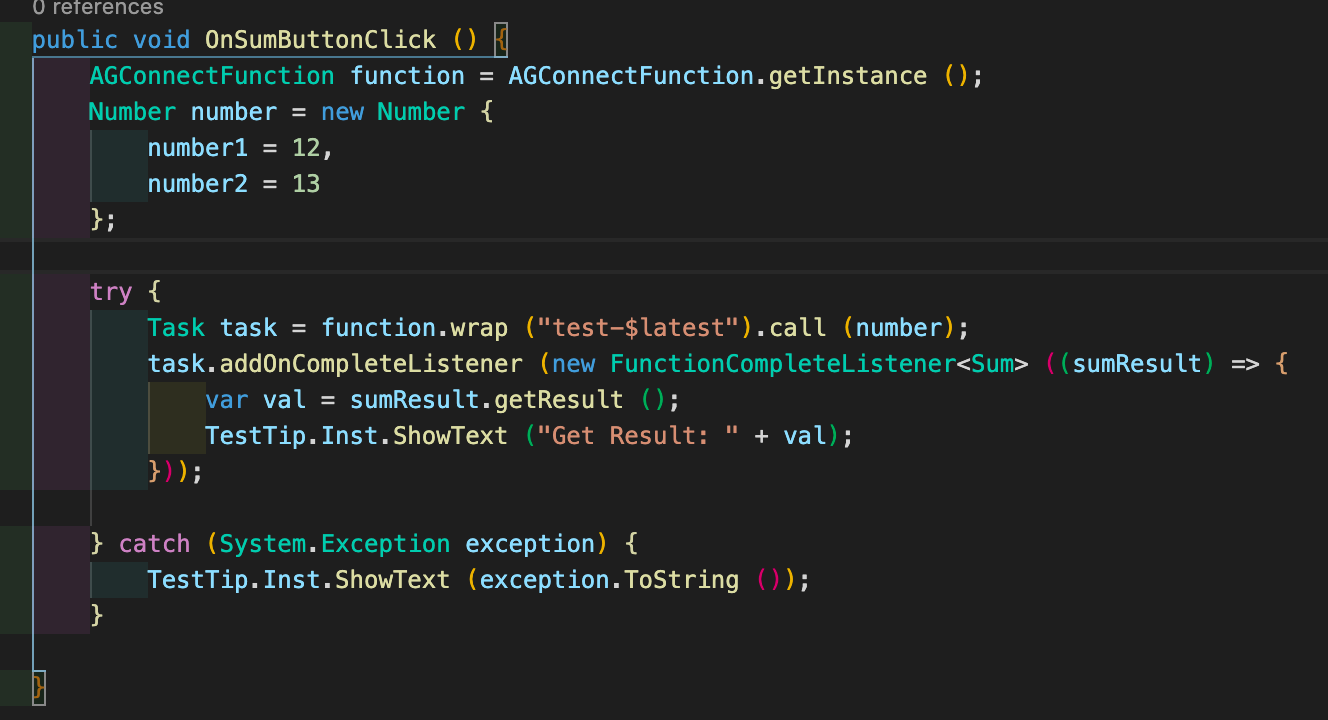 0 references
public void OnSumButtonClick () {
AGConnectFunction function = AGConnectFunction.getInstance ();
Number number = new Number {
number1 = 12,
number2 = 13
};
try {
Task task = function.wrap ("test-$latest").call (number);
task.addOnCompleteListener (new FunctionCompleteListener<Sum> ((sumResult) => {
var val = sumResult.getResult ();
TestTip.Inst.ShowText ("Get Result: " + val);
}));
} catch (System.Exception exception) {
TestTip.Inst.ShowText (exception.ToString ());
}
}